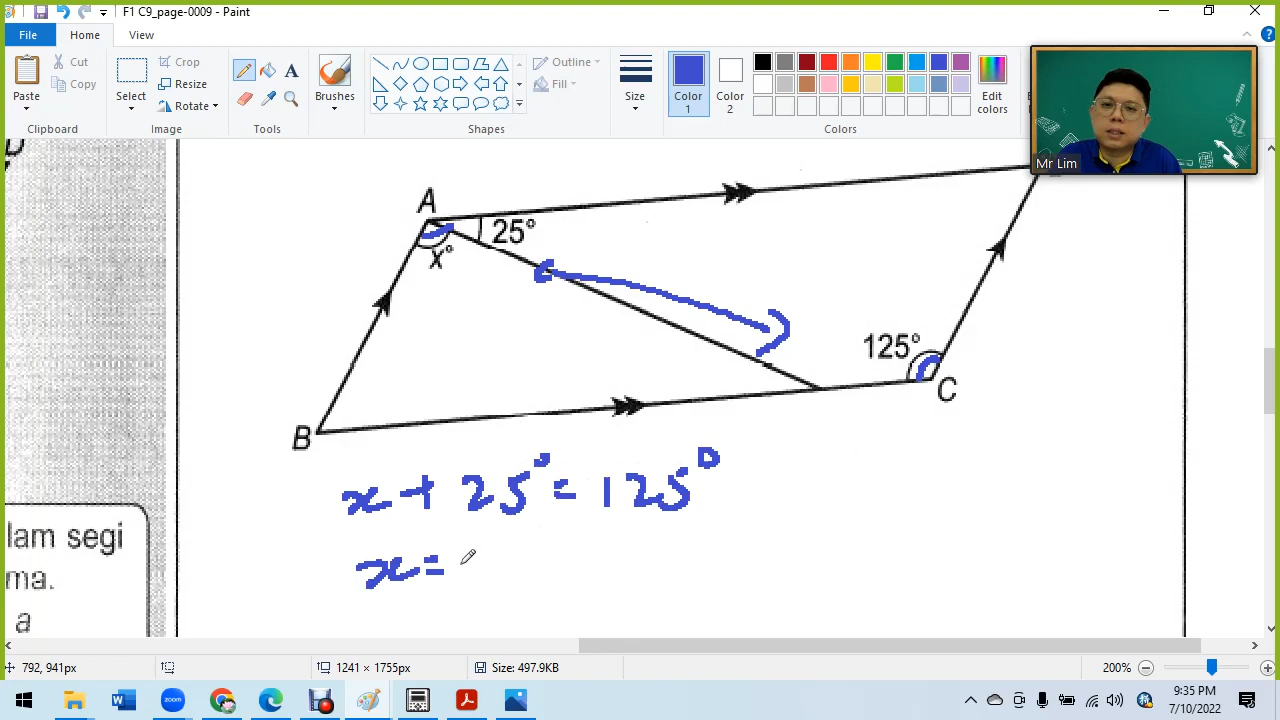 F1 C9_page-0009 - Paint
File Home View
Paste Cut Copy Clipboard
Select Crop Resize Rotate Image
Tools
Brushes
Outline Fill Shapes
Size
Color 1 Color 2 Edit colors Colors
Mr Lim
A
25°
x°
125°
C
B
x + 25° = 125°
x =
lam segi
ma.
a
792, 941px
1241 × 1755px
Size: 497.9KB
200%
W
zoom
9:35 PM
7/10/2022